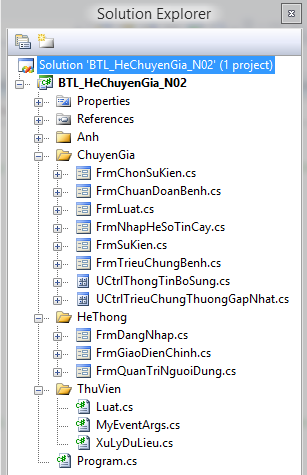 Solution Explorer
Solution 'BTL_HeChuyenGia_N02' (1 project)
BTL_HeChuyenGia_N02
Properties
References
Anh
ChuyenGia
FrmChonSuKien.cs
FrmChuanDoanBenh.cs
FrmLuat.cs
FrmNhapHeSoTinCay.cs
FrmSuKien.cs
FrmTrieuChungBenh.cs
UCtrlThongTinBoSung.cs
UCtrlTrieuChungThuongGapNhat.cs
HeThong
FrmDangNhap.cs
FrmGiaoDienChinh.cs
FrmQuanTriNguoiDung.cs
ThuVien
Luat.cs
MyEventArgs.cs
XuLyDuLieu.cs
Program.cs